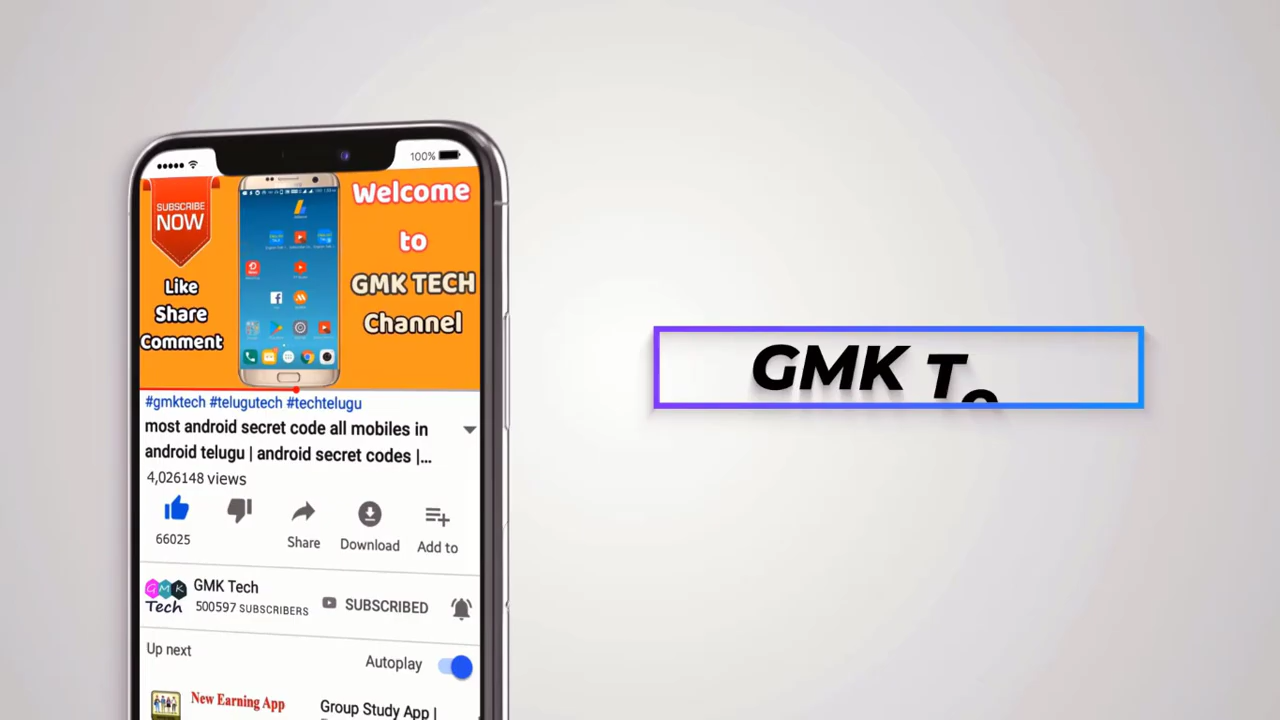 100%
SUBSCRIBE
NOW
Like
Share
Comment
Welcome
to
GMK TECH
Channel
#gmktech #telugutech #techtelugu
most android secret code all mobiles in
android telugu | android secret codes |...
4,026148 views
66025
Share
Download
Add to
GMK
Tech
GMK Tech
500597 SUBSCRIBERS
SUBSCRIBED
Up next
Autoplay
New Earning App
Group Study App |
GMK T